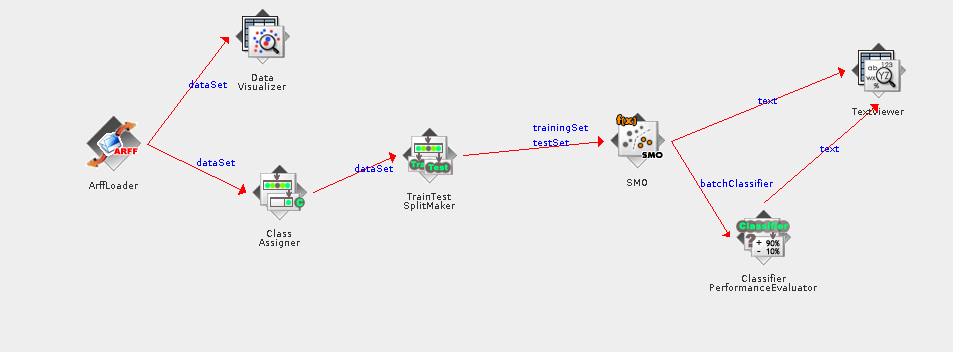 Data
Visualizer
dataSet
ARFF
ArffLoader
dataSet
C
Class
Assigner
dataSet
Test
TrainTest
SplitMaker
trainingSet
testSet
f(x)
SMO
SMO
text
ab
123
wx
YZ
%
TextViewer
text
batchClassifier
Classifier
?
+ 90%
- 10%
Classifier
PerformanceEvaluator